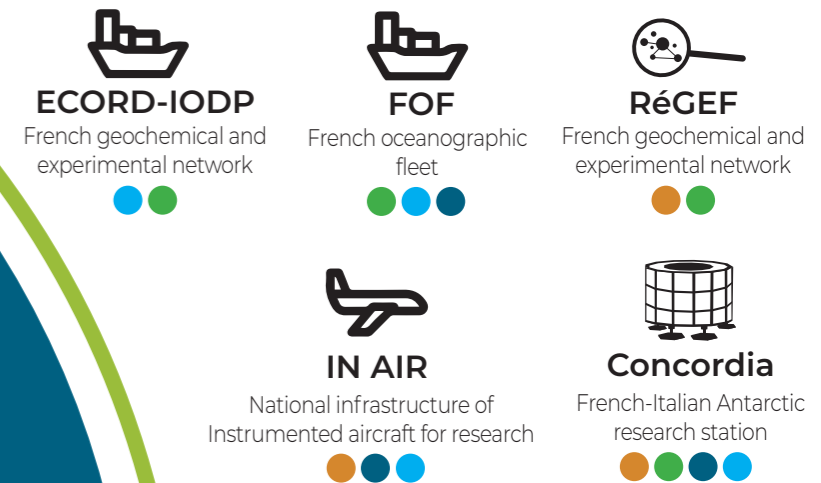 ECORD-IODP
French geochemical and
experimental network
FOF
French oceanographic
fleet
RéGEF
French geochemical and
experimental network
IN AIR
National infrastructure of
Instrumented aircraft for research
Concordia
French-Italian Antarctic
research station